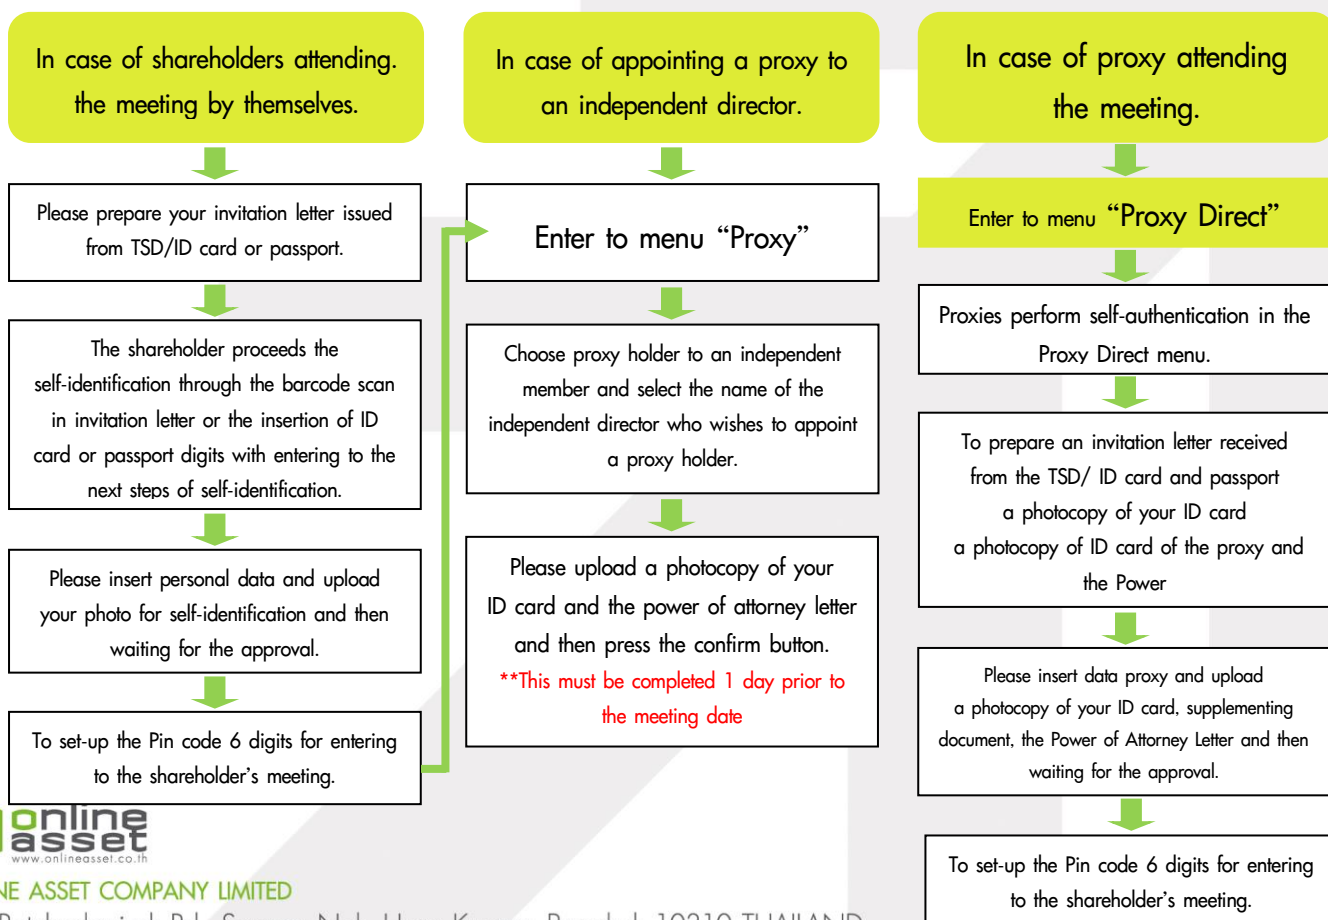 In case of shareholders attending.
the meeting by themselves.
Please prepare your invitation letter issued
from TSD/ID card or passport.
The shareholder proceeds the
self-identification through the barcode scan
in invitation letter or the insertion of ID
card or passport digits with entering to the
next steps of self-identification.
Please insert personal data and upload
your photo for self-identification and then
waiting for the approval.
To set-up the Pin code 6 digits for entering
to the shareholder's meeting.
In case of appointing a proxy to
an independent director.
Enter to menu “Proxy”
Choose proxy holder to an independent
member and select the name of the
independent director who wishes to appoint
a proxy holder.
Please upload a photocopy of your
ID card and the power of attorney letter
and then press the confirm button.
**This must be completed 1 day prior to
the meeting date
In case of proxy attending
the meeting.
Enter to menu “Proxy Direct”
Proxies perform self-authentication in the
Proxy Direct menu.
To prepare an invitation letter received
from the TSD/ ID card and passport
a photocopy of your ID card
a photocopy of ID card of the proxy and
the Power
Please insert data proxy and upload
a photocopy of your ID card, supplementing
document, the Power of Attorney Letter and then
waiting for the approval.
To set-up the Pin code 6 digits for entering
to the shareholder's meeting.
online
asset
www.onlineasset.co.th
NE ASSET COMPANY LIMITED
10310 THAILAND